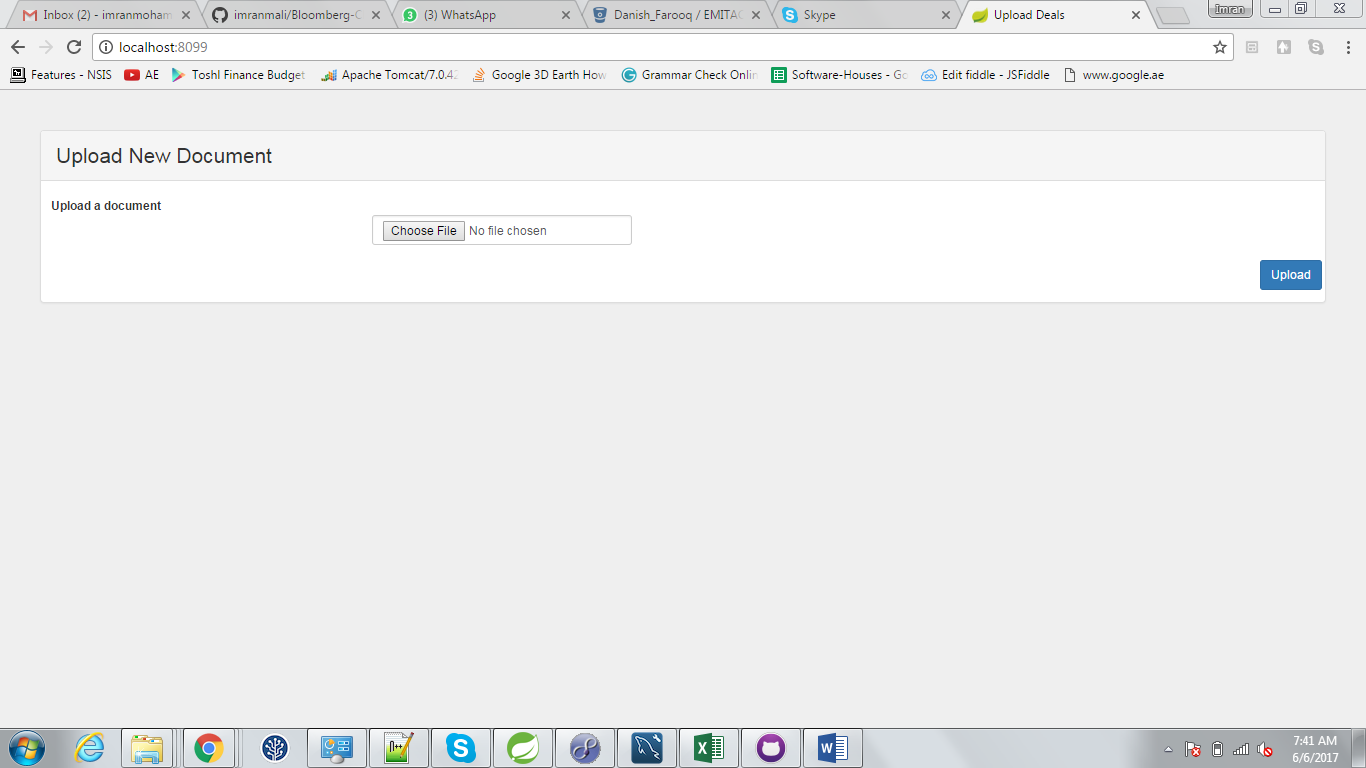 Inbox (2) - imranmoham
imranmali/Bloomberg-C
3 (3) WhatsApp
Danish_Farooq / EMITAC
Skype
Upload Deals
Imran
localhost:8099
Features - NSIS
AE
Toshl Finance Budget
Apache Tomcat/7.0.42
Google 3D Earth How
Grammar Check Onlin
Software-Houses - Go
Edit fiddle - JSFiddle
www.google.ae
Upload New Document
Upload a document
Choose File No file chosen
Upload
7:41 AM
6/6/2017